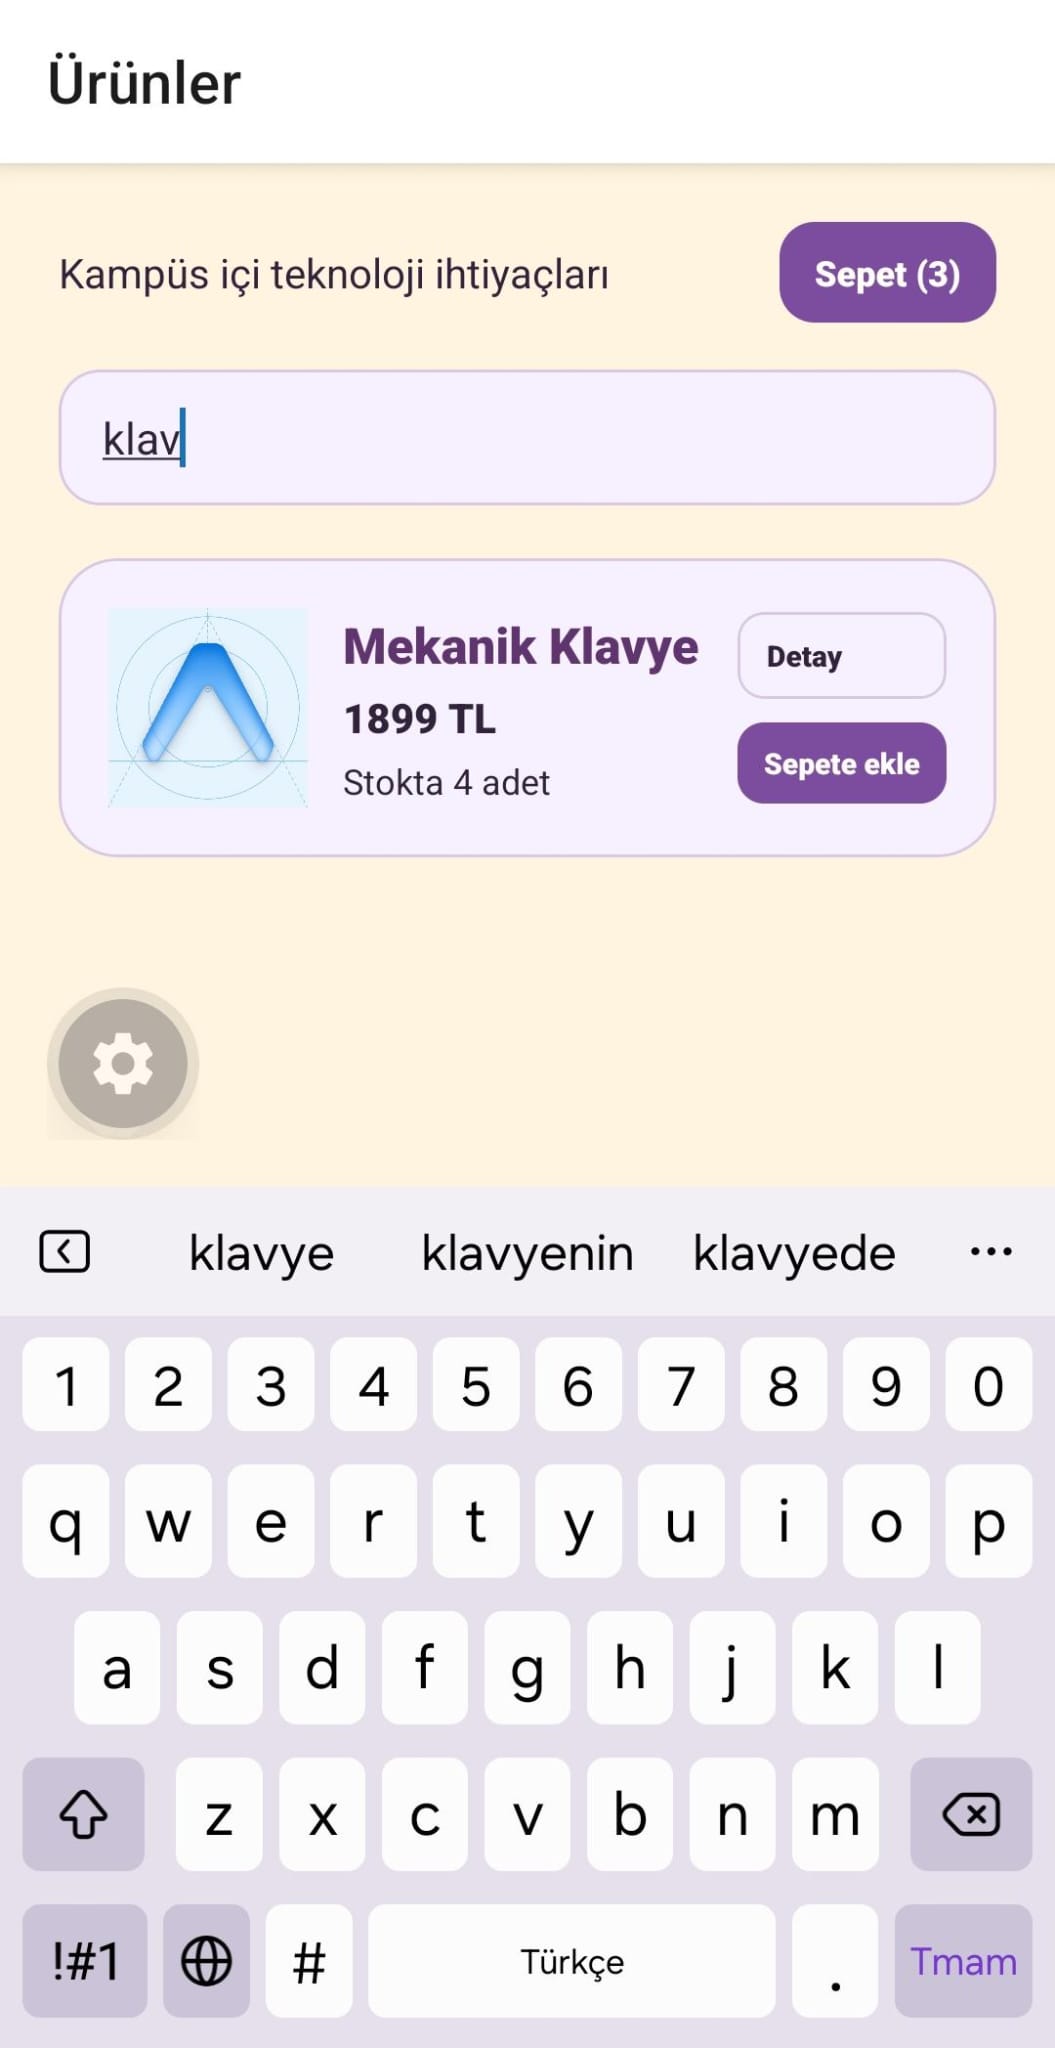 Ürünler
Kampüs içi teknoloji ihtiyaçları
Sepet (3)
klav
Mekanik Klavye
1899 TL
Stokta 4 adet
Detay
Sepete ekle
klavye klavyenin klavyede ...
1 2 3 4 5 6 7 8 9 0
q w e r t y u i o p
a s d f g h j k l
z x c v b n m
!#1 # Türkçe . Tmam